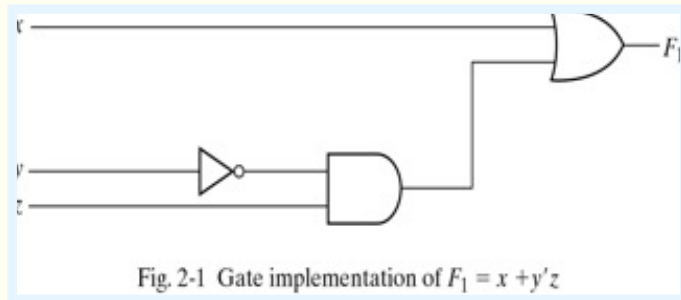 x
F₁
y
z
Fig. 2-1 Gate implementation of F₁ = x + y'z